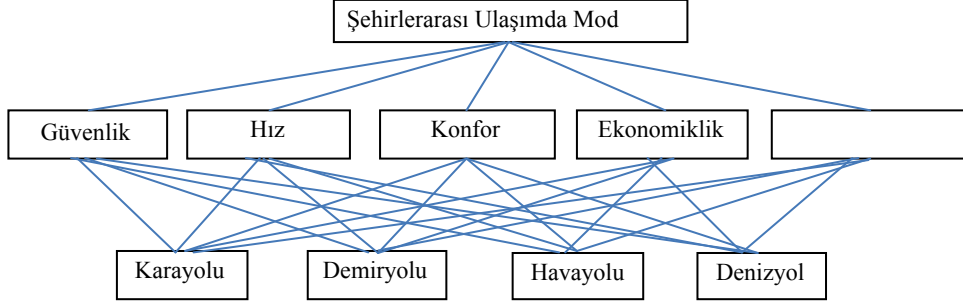 Şehirlerarası Ulaşımda Mod
Güvenlik
Hız
Konfor
Ekonomiklik
Karayolu
Demiryolu
Havayolu
Denizyol